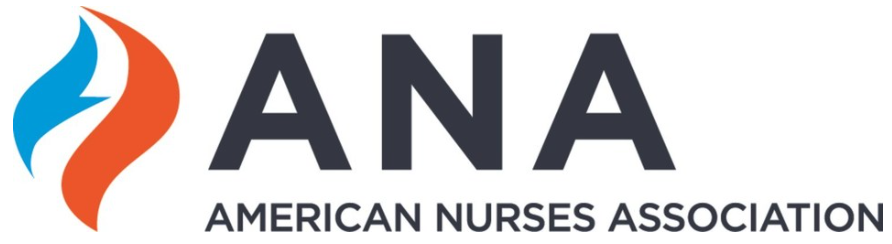 ANA
AMERICAN NURSES ASSOCIATION